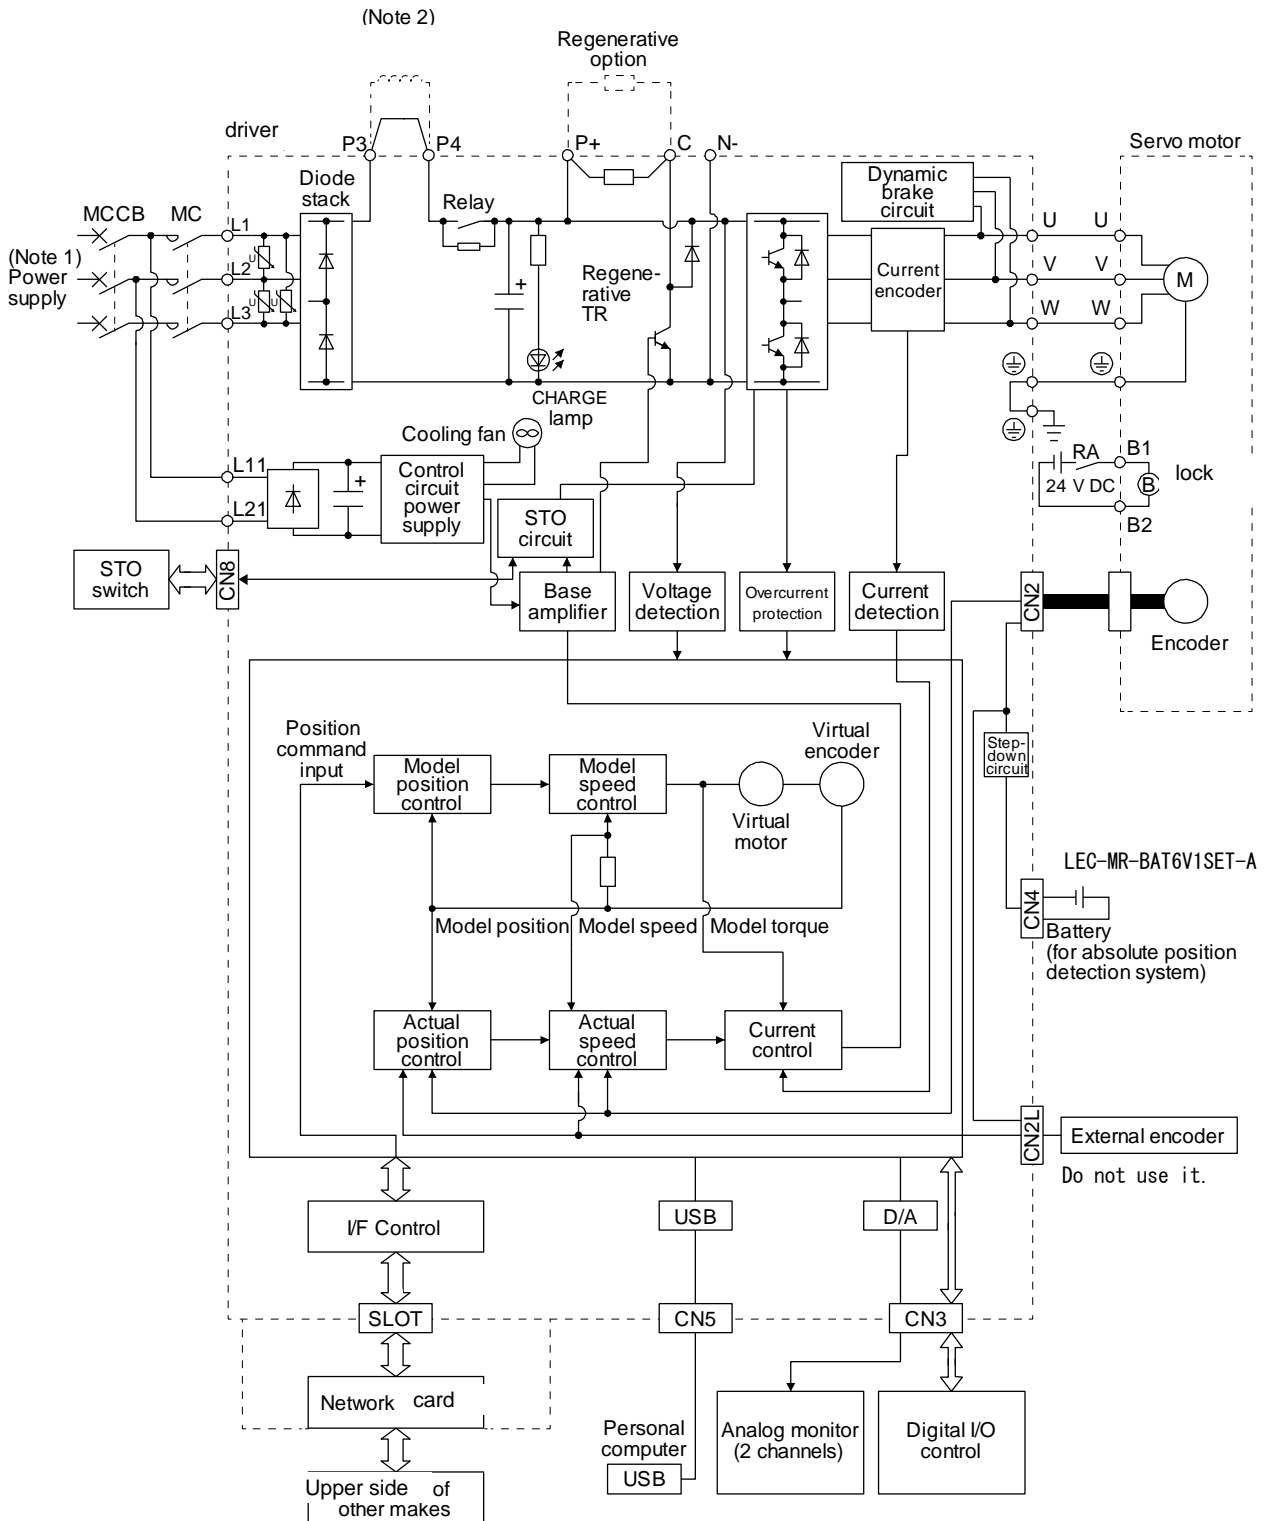 (Note 2)
Regenerative
option
driver
P3
P4
P+
C
N-
Servo motor
Diode
stack
Relay
Dynamic
brake
circuit
MCCB
MC
L1
U
U
(Note 1)
Power
supply
U
L2
Regene-
rative
TR
Current
encoder
V
V
M
U
U
L3
W
W
+
CHARGE
lamp
Cooling fan
L11
+
Control
circuit
power
supply
RA
B1
24 V DC
B
lock
L21
STO
circuit
B2
STO
switch
CN8
Base
amplifier
Voltage
detection
Overcurrent
protection
Current
detection
CN2
Encoder
Position
command
input
Virtual
encoder
Model
position
control
Model
speed
control
Step-
down
circuit
Virtual
motor
LEC-MR-BAT6V1SET-A
CN4
Model position
Model speed
Model torque
Battery
(for absolute position
detection system)
Actual
position
control
Actual
speed
control
Current
control
CN2L
External encoder
Do not use it.
I/F Control
USB
D/A
SLOT
CN5
CN3
Network card
Personal
computer
USB
Analog monitor
(2 channels)
Digital I/O
control
Upper side of
other makes